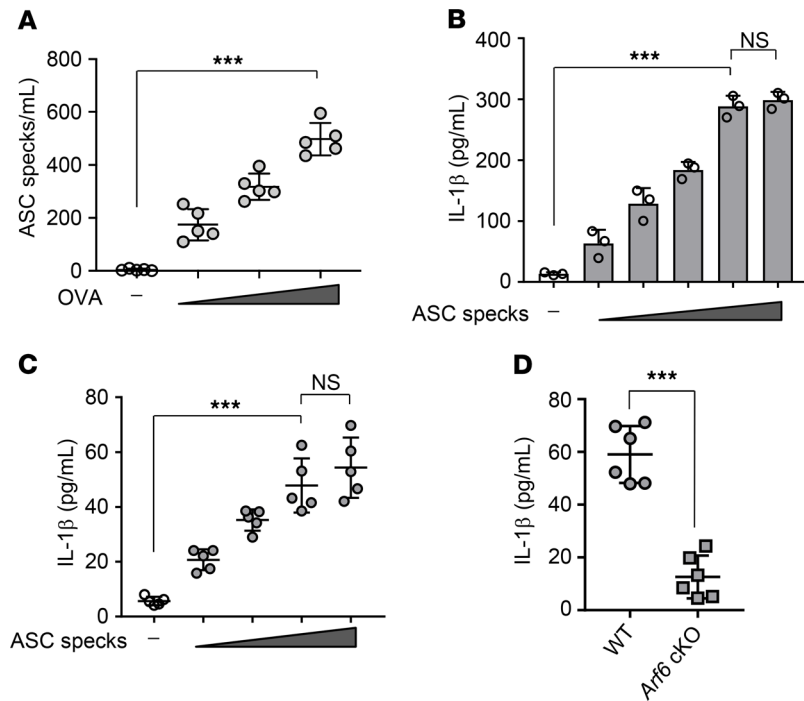 A
ASC specks/mL
800
600
400
200
0
***
OVA
–
B
IL-1β (pg/mL)
400
300
200
100
0
***
NS
ASC specks
–
C
IL-1β (pg/mL)
80
60
40
20
0
***
NS
ASC specks
–
D
IL-1β (pg/mL)
80
60
40
20
0
***
WT
Arf6 cKO